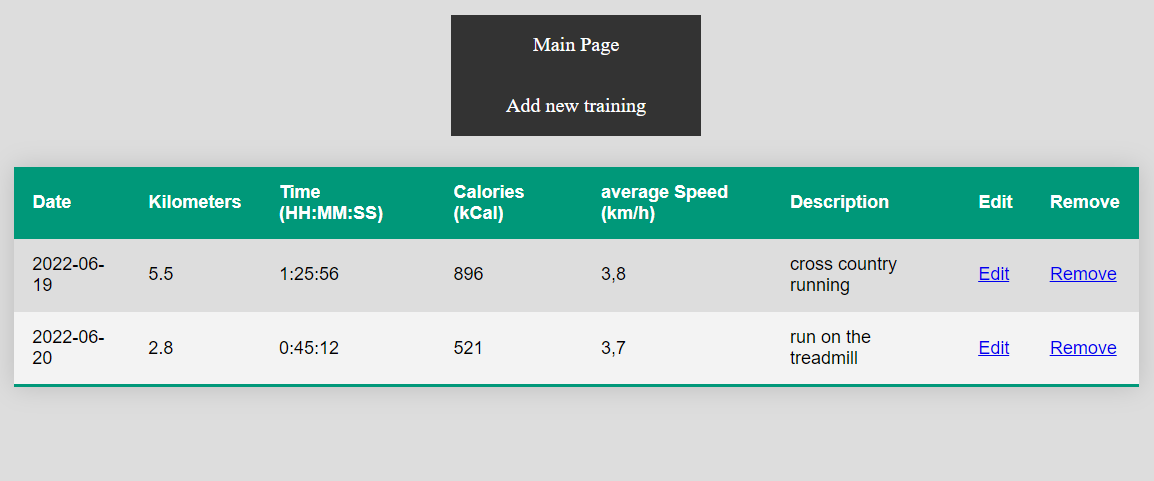 Main Page
Add new training
Date Kilometers Time (HH:MM:SS) Calories (kCal) average Speed (km/h) Description Edit Remove
2022-06-19 5.5 1:25:56 896 3,8 cross country running Edit Remove
2022-06-20 2.8 0:45:12 521 3,7 run on the treadmill Edit Remove